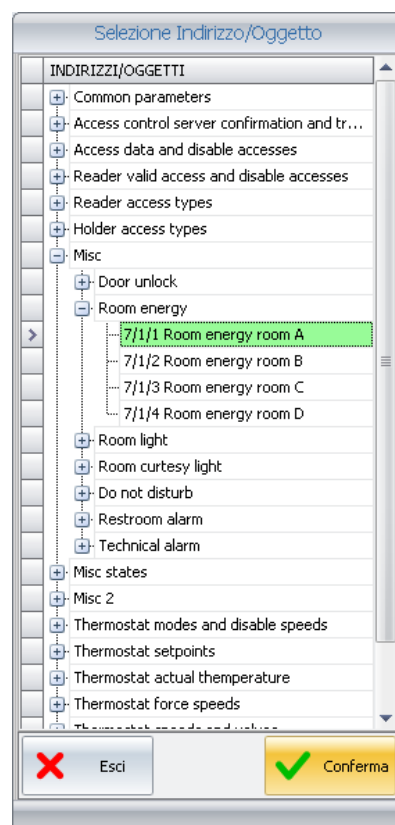 Selezione Indirizzo/Oggetto
INDIRIZZI/OGGETTI
Common parameters
Access control server confirmation and tr...
Access data and disable accesses
Reader valid access and disable accesses
Reader access types
Holder access types
Misc
Door unlock
Room energy
7/1/1 Room energy room A
7/1/2 Room energy room B
7/1/3 Room energy room C
7/1/4 Room energy room D
Room light
Room curtesy light
Do not disturb
Restroom alarm
Technical alarm
Misc states
Misc 2
Thermostat modes and disable speeds
Thermostat setpoints
Thermostat actual themperature
Thermostat force speeds
Thermostat speeds and valves
Esci
Conferma